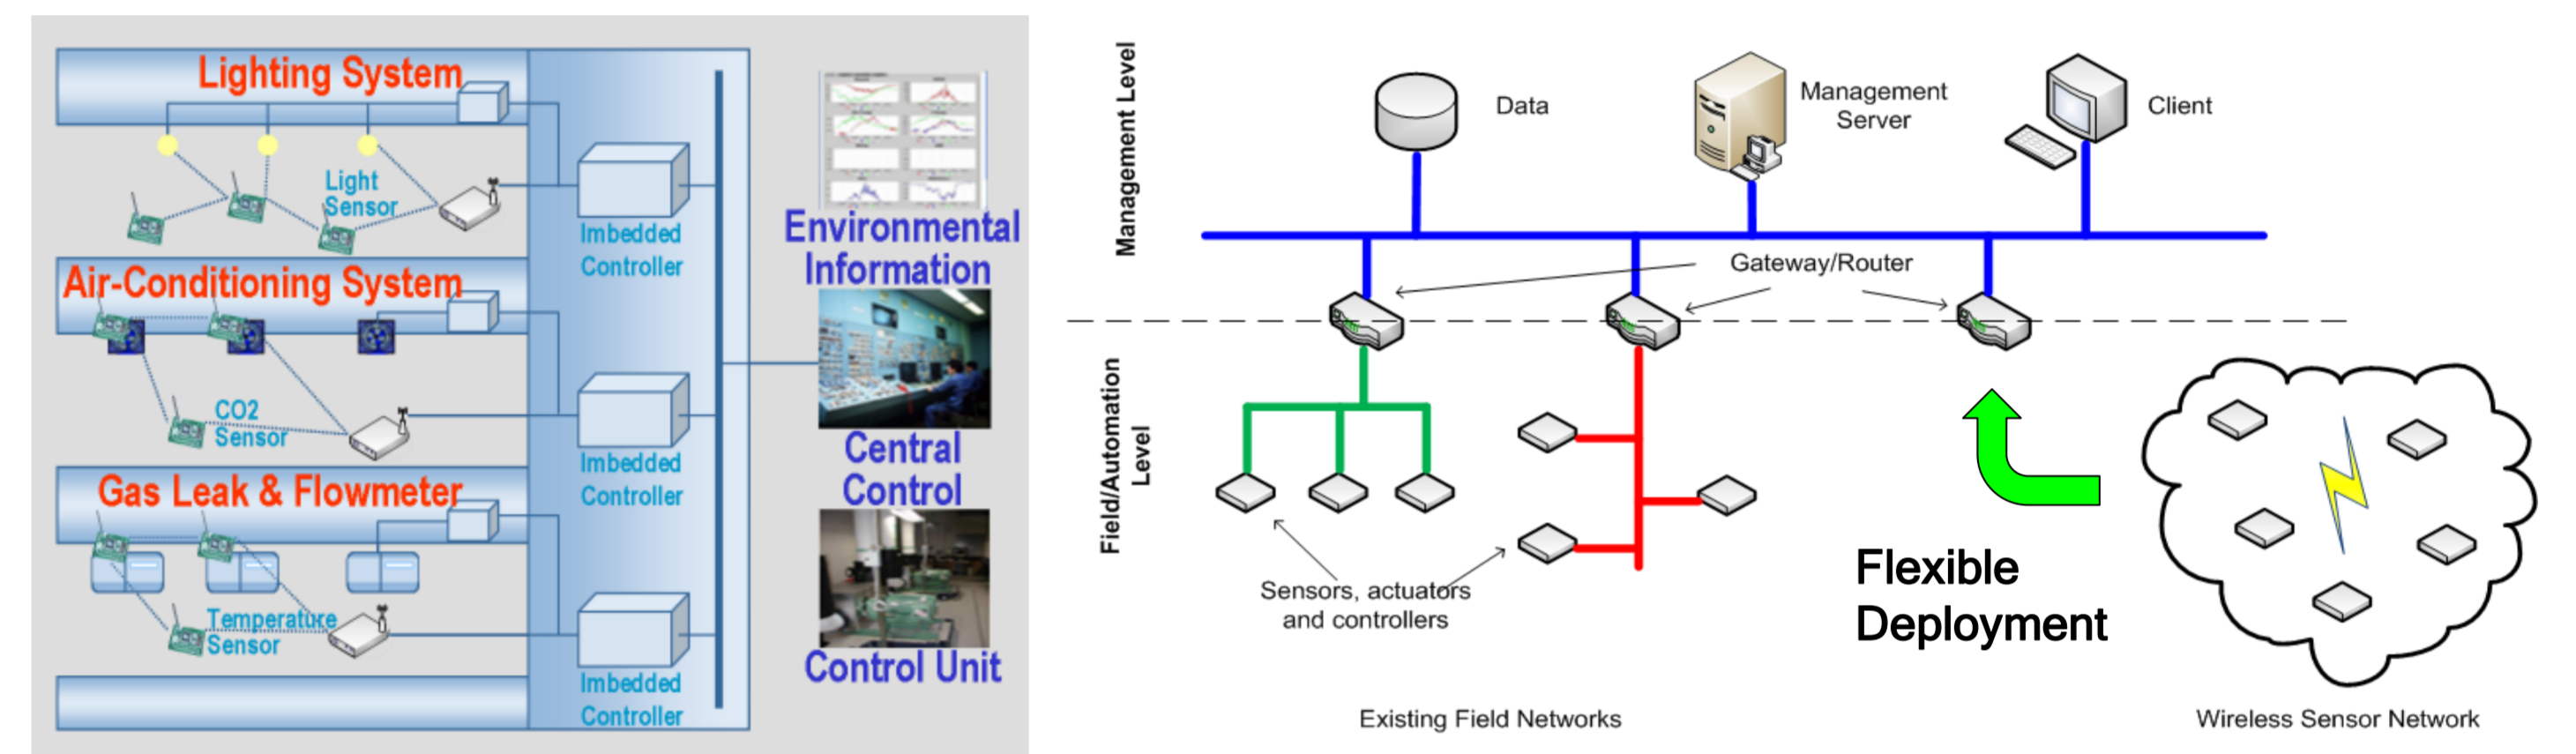 Lighting System
Light
Sensor
Imbedded
Controller
Air-Conditioning System
CO2
Sensor
Imbedded
Controller
Gas Leak & Flowmeter
Temperature
Sensor
Imbedded
Controller
Environmental
Information
Central
Control
Control Unit
Management Level
Data
Management
Server
Client
Gateway/Router
Field/Automation
Level
Sensors, actuators
and controllers
Flexible
Deployment
Existing Field Networks
Wireless Sensor Network